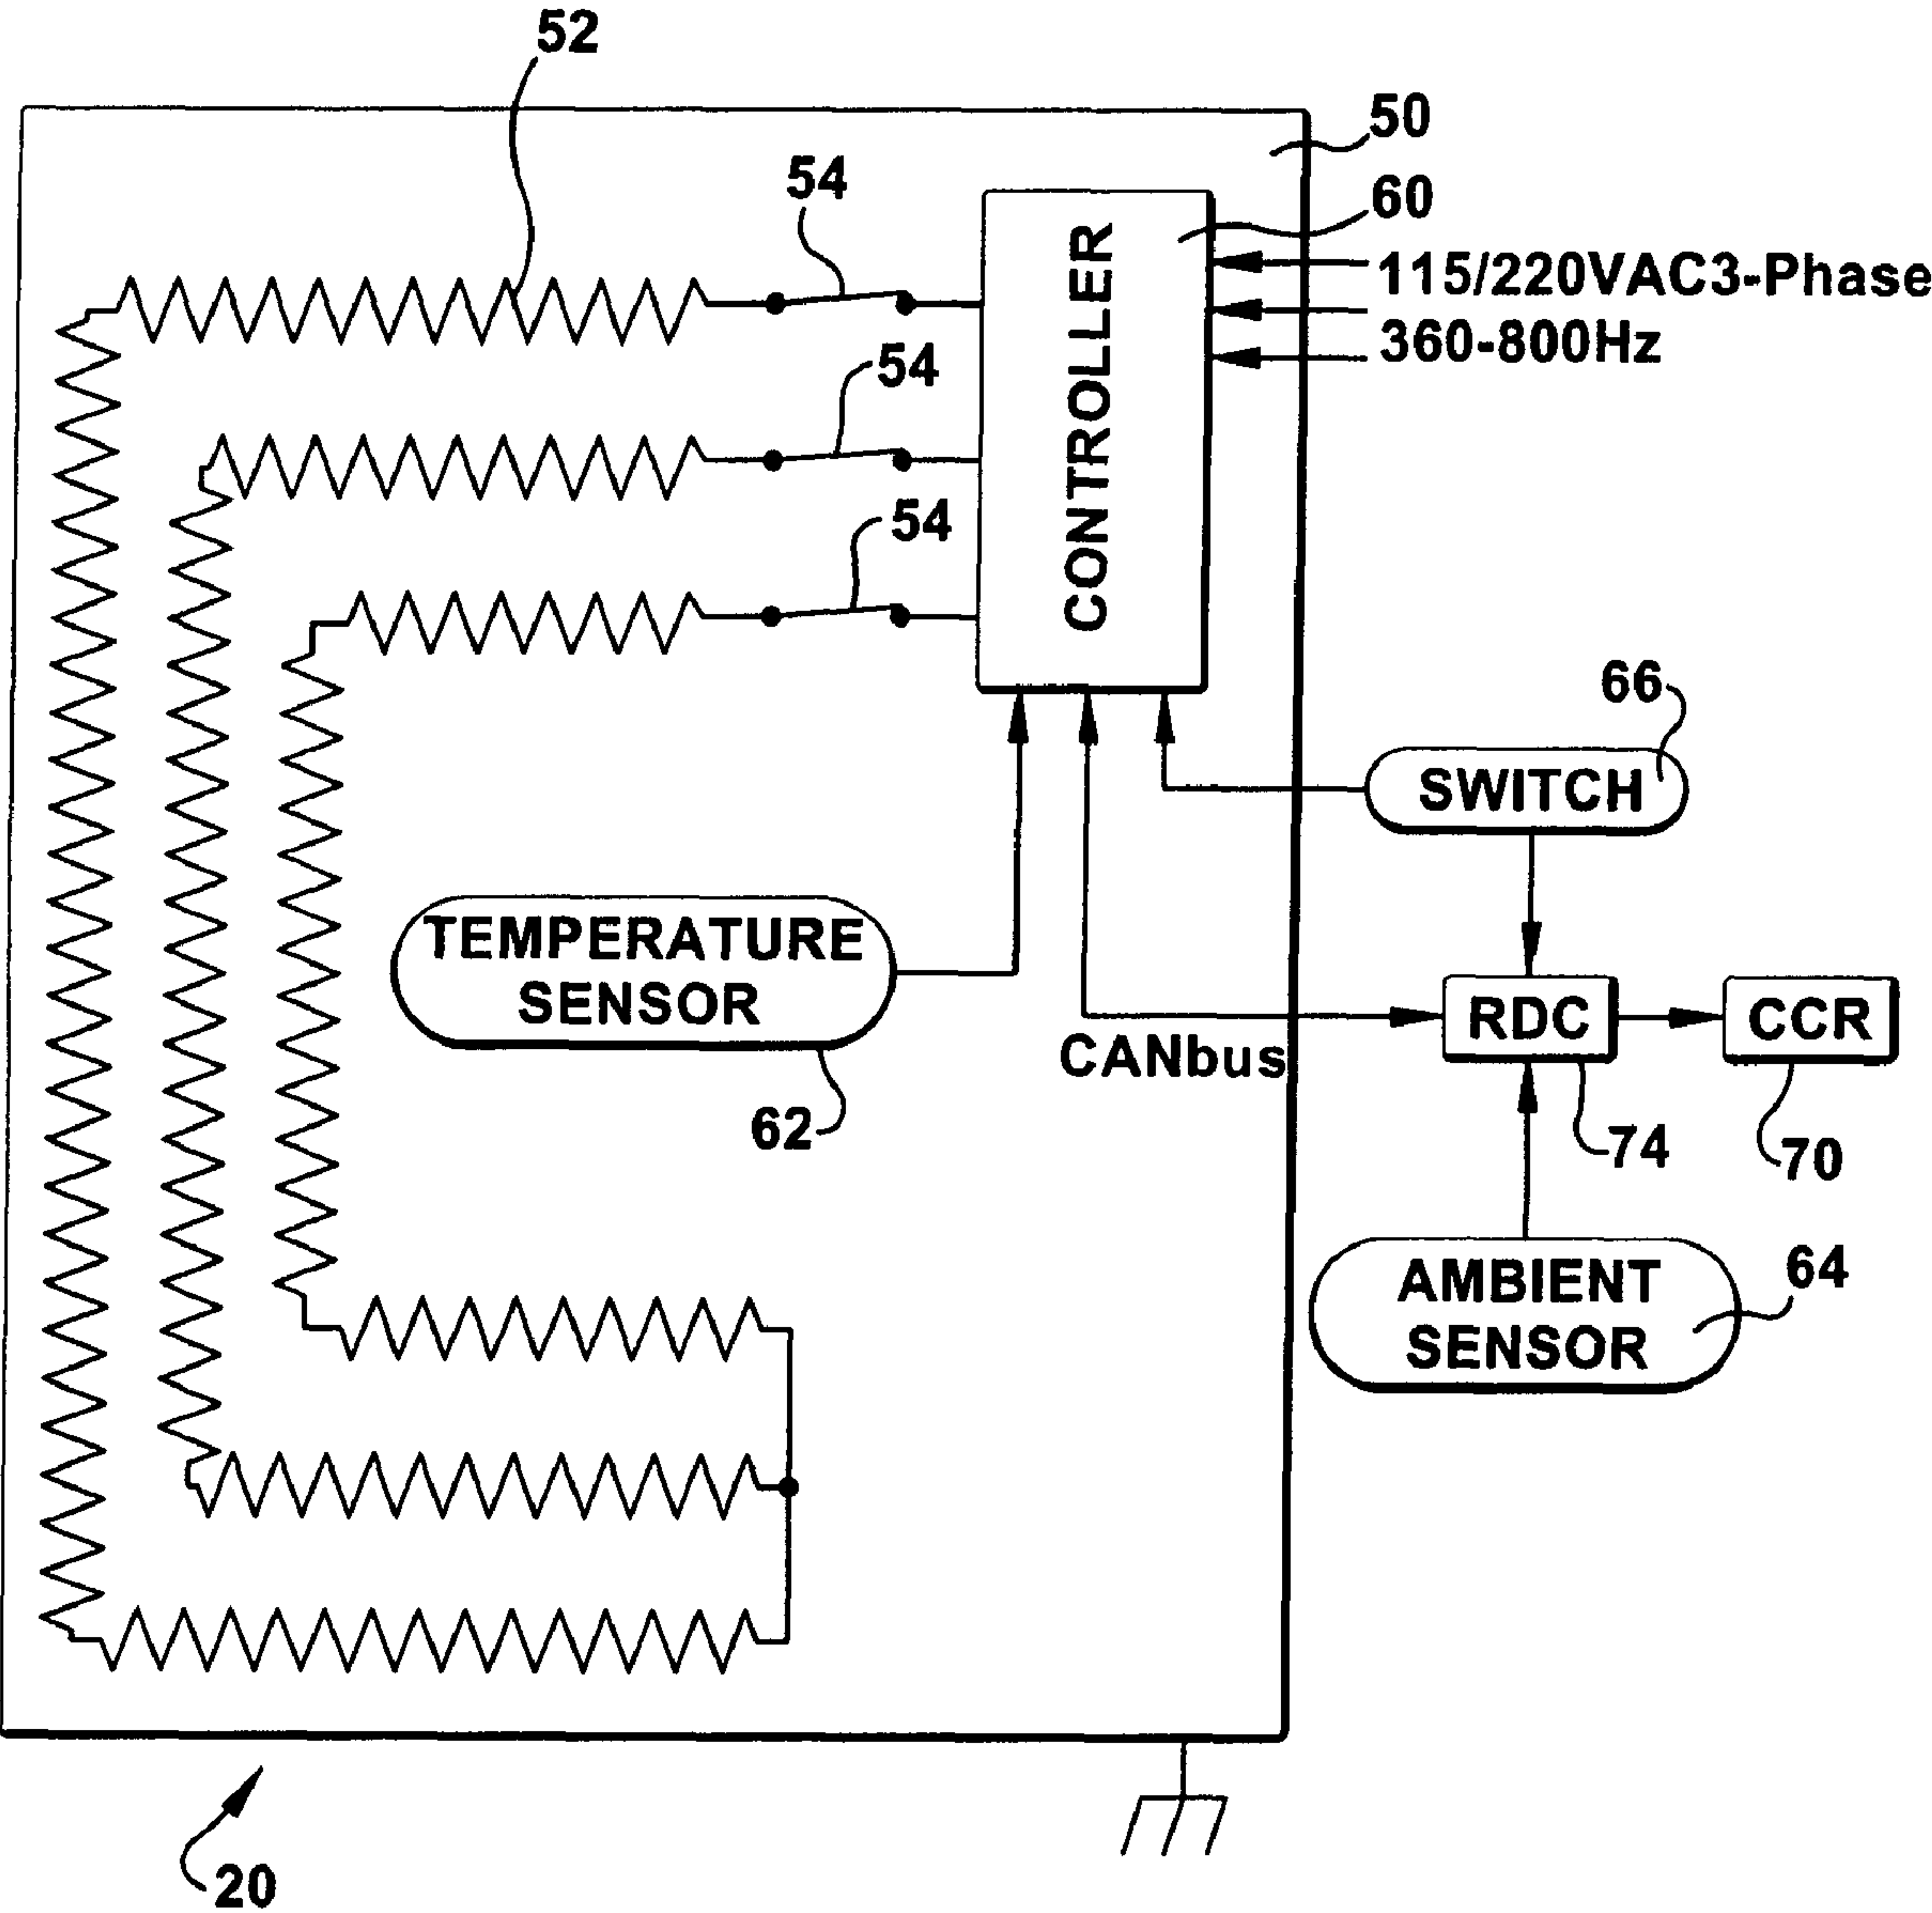 52
50
54
60
CONTROLLER
115/220VAC3-Phase
360-800Hz
54
54
66
SWITCH
TEMPERATURE
SENSOR
RDC
CCR
CANbus
62
74
70
AMBIENT
SENSOR
64
20